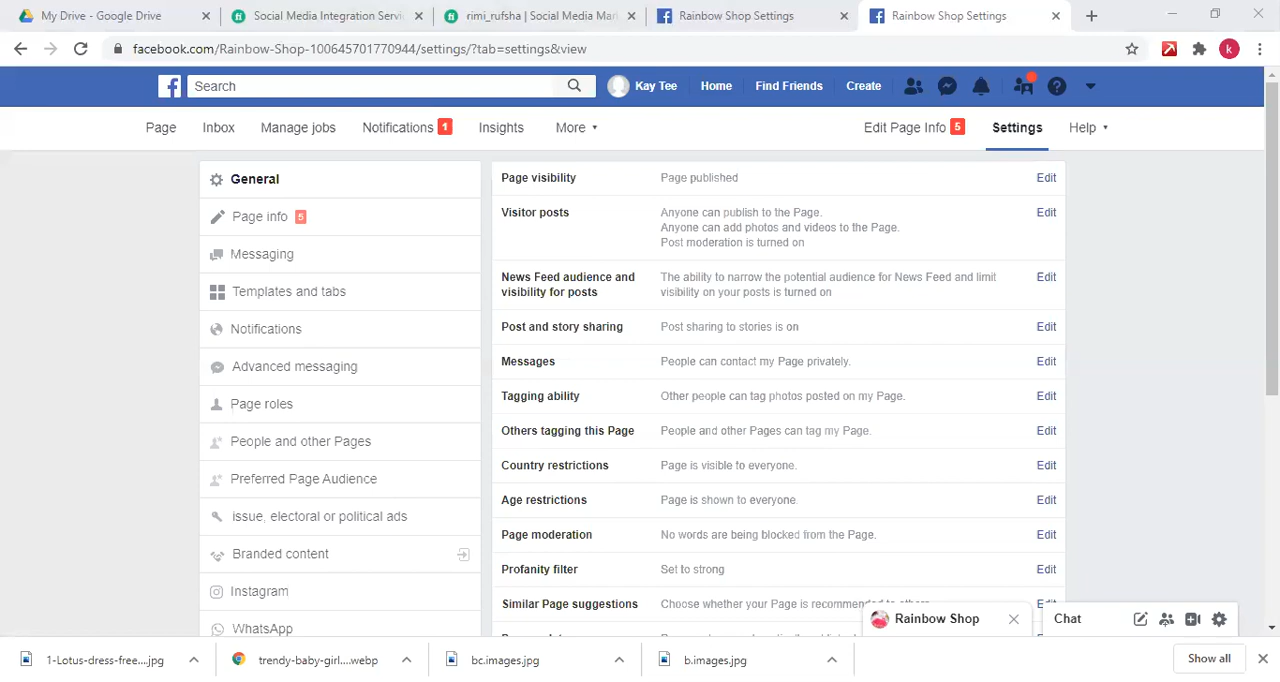 My Drive - Google Drive
Social Media Integration Servic
rimi_rufsha | Social Media Mark
Rainbow Shop Settings
Rainbow Shop Settings
facebook.com/Rainbow-Shop-100645701770944/settings/?tab=settings&view
k
Search
Kay Tee
Home
Find Friends
Create
Page
Inbox
Manage jobs
Notifications 1
Insights
More
Edit Page Info 5
Settings
Help
General
Page info 5
Messaging
Templates and tabs
Notifications
Advanced messaging
Page roles
People and other Pages
Preferred Page Audience
issue, electoral or political ads
Branded content
Instagram
WhatsApp
Page visibility Page published Edit
Visitor posts Anyone can publish to the Page. Edit
Anyone can add photos and videos to the Page.
Post moderation is turned on
News Feed audience and The ability to narrow the potential audience for News Feed and limit Edit
visibility for posts visibility on your posts is turned on
Post and story sharing Post sharing to stories is on Edit
Messages People can contact my Page privately. Edit
Tagging ability Other people can tag photos posted on my Page. Edit
Others tagging this Page People and other Pages can tag my Page. Edit
Country restrictions Page is visible to everyone. Edit
Age restrictions Page is shown to everyone. Edit
Page moderation No words are being blocked from the Page. Edit
Profanity filter Set to strong Edit
Similar Page suggestions Choose whether your Page is recommended to others Edit
Rainbow Shop
Chat
1-Lotus-dress-free....jpg
trendy-baby-girl....webp
bc.images.jpg
b.images.jpg
Show all